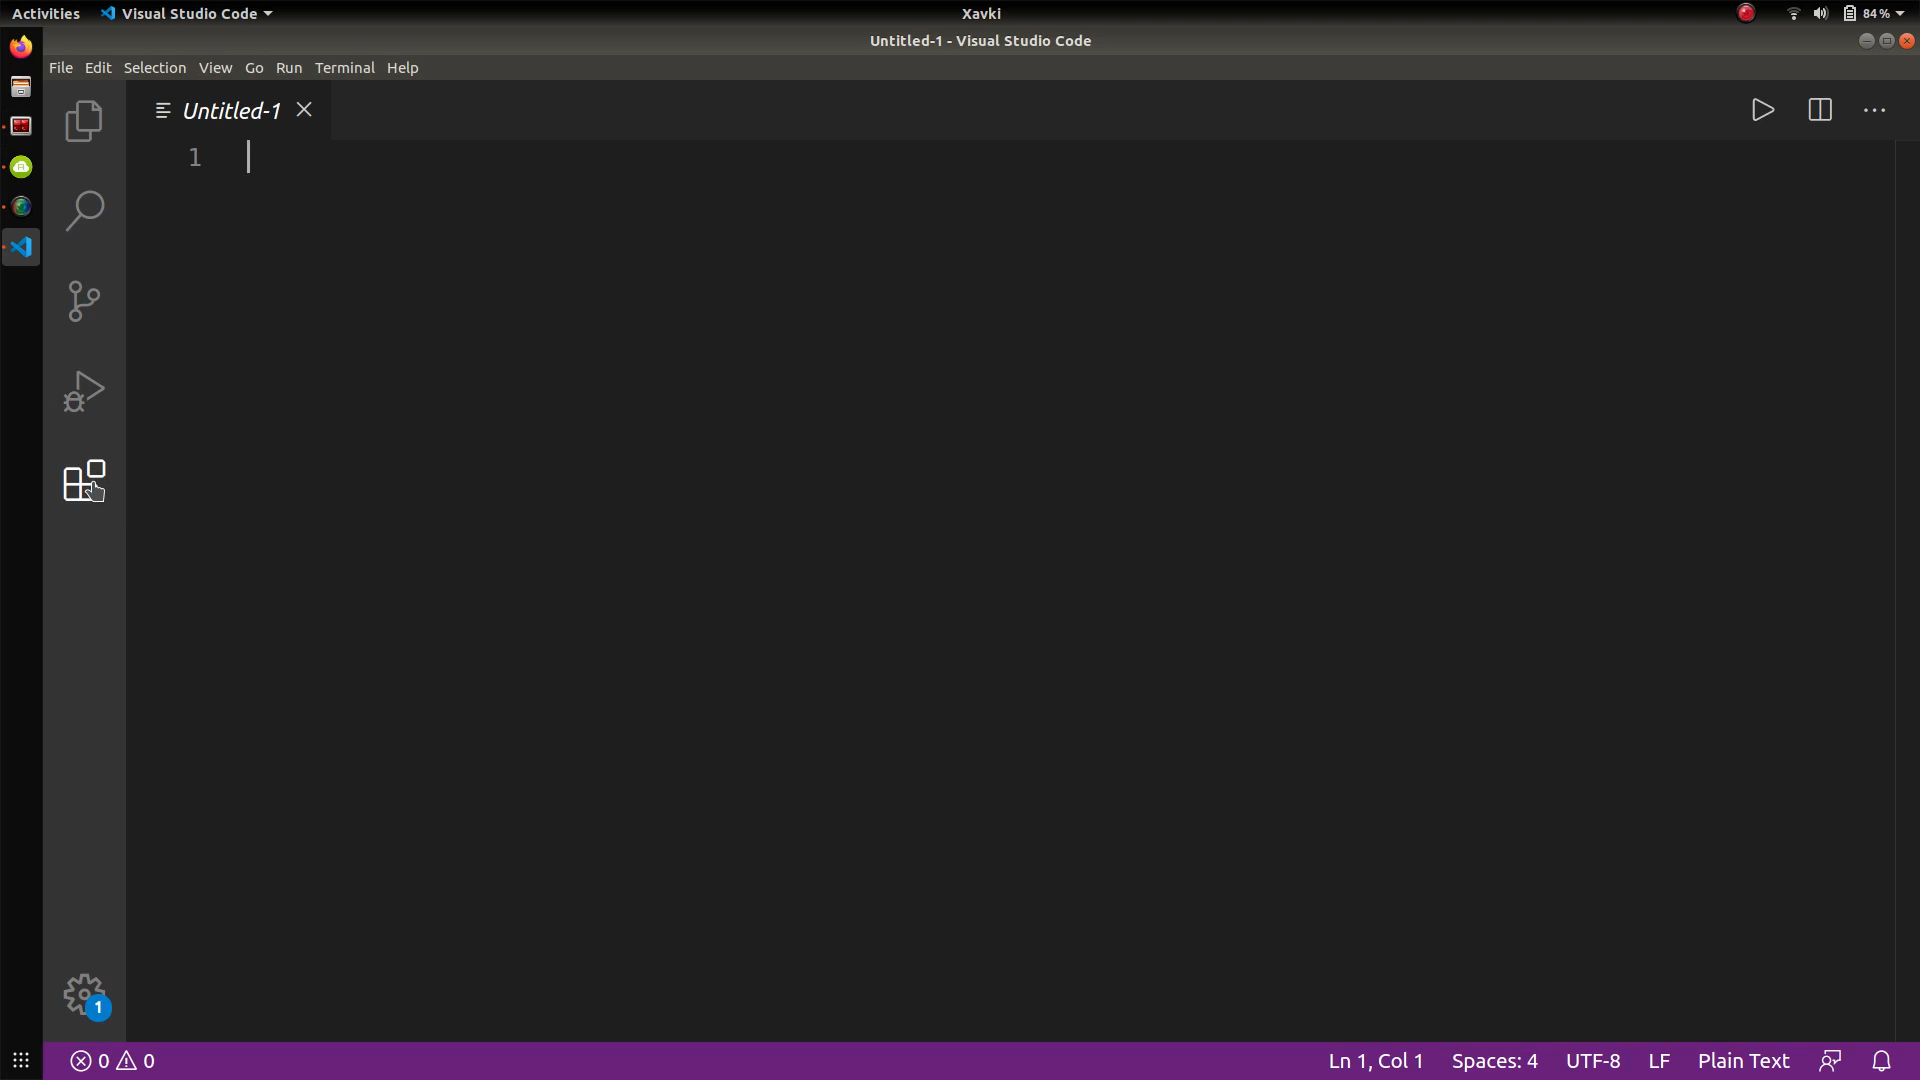 Activities Visual Studio Code Xavki 84 %
Untitled-1 - Visual Studio Code
File Edit Selection View Go Run Terminal Help
Untitled-1
1
1
0 0 Ln 1, Col 1 Spaces: 4 UTF-8 LF Plain Text